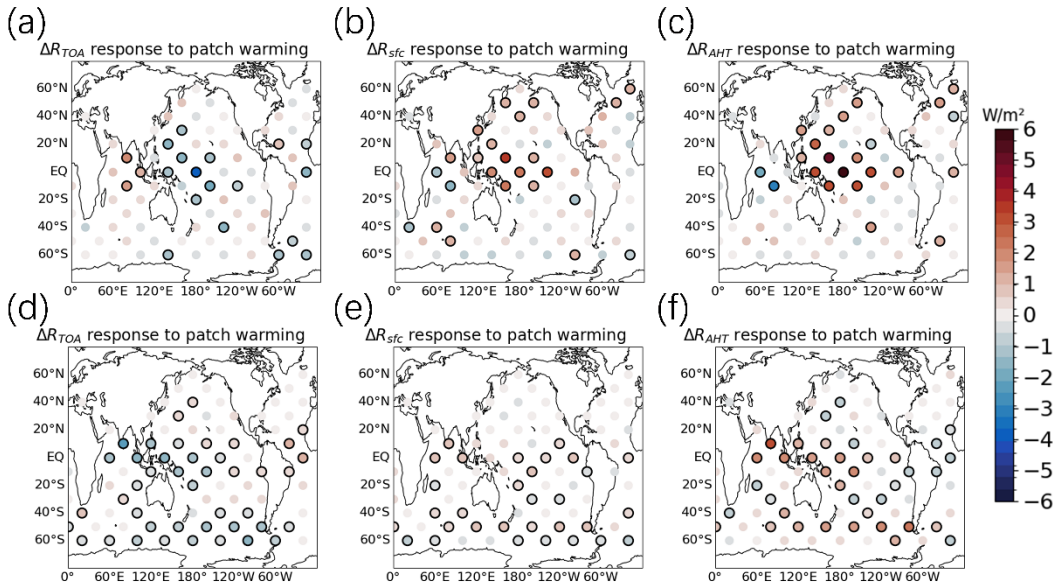 (a) (b) (c)
ΔR_TOA response to patch warming ΔR_sfc response to patch warming ΔR_AHT response to patch warming
60°N 60°N 60°N
40°N 40°N 40°N
20°N 20°N 20°N
EQ EQ EQ
20°S 20°S 20°S
40°S 40°S 40°S
60°S 60°S 60°S
0° 60°E 120°E 180° 120°W 60°W 0° 60°E 120°E 180° 120°W 60°W 0° 60°E 120°E 180° 120°W 60°W
W/m²
6
5
4
3
2
1
0
−1
−2
−3
−4
−5
−6
(d) (e) (f)
ΔR_TOA response to patch warming ΔR_sfc response to patch warming ΔR_AHT response to patch warming
60°N 60°N 60°N
40°N 40°N 40°N
20°N 20°N 20°N
EQ EQ EQ
20°S 20°S 20°S
40°S 40°S 40°S
60°S 60°S 60°S
0° 60°E 120°E 180° 120°W 60°W 0° 60°E 120°E 180° 120°W 60°W 0° 60°E 120°E 180° 120°W 60°W